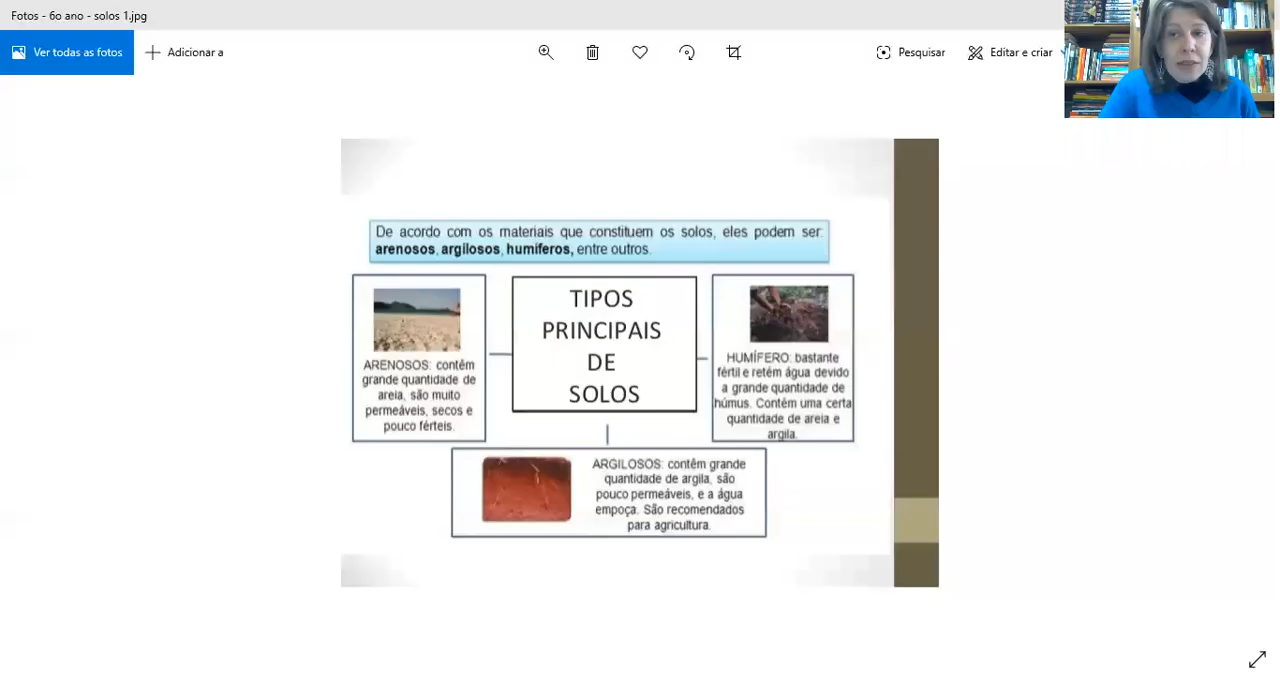 Fotos - 6o ano - solos 1.jpg
Ver todas as fotos
Adicionar a
Pesquisar
Editar e criar
De acordo com os materiais que constituem os solos, eles podem ser:
arenosos, argilosos, humíferos, entre outros.
TIPOS
PRINCIPAIS
DE
SOLOS
ARENOSOS: contêm
grande quantidade de
areia, são muito
permeáveis, secos e
pouco férteis.
HUMÍFERO: bastante
fértil e retém água devido
a grande quantidade de
húmus. Contém uma certa
quantidade de areia e
argila.
ARGILOSOS: contêm grande
quantidade de argila, são
pouco permeáveis, e a água
empoça. São recomendados
para agricultura.